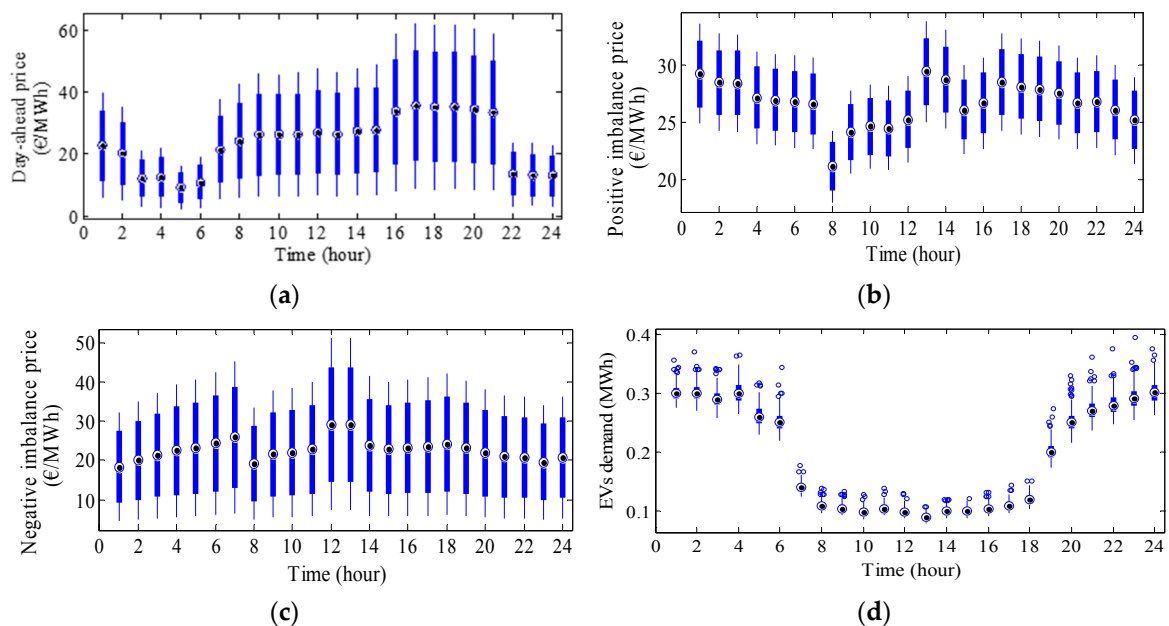 Day-ahead price
(€/MWh)
60
40
20
0
0 2 4 6 8 10 12 14 16 18 20 22 24
Time (hour)
(a)
Positive imbalance price
(€/MWh)
30
25
20
0 2 4 6 8 10 12 14 16 18 20 22 24
Time (hour)
(b)
Negative imbalance price
(€/MWh)
50
40
30
20
10
0 2 4 6 8 10 12 14 16 18 20 22 24
Time (hour)
(c)
EVs demand (MWh)
0.4
0.3
0.2
0.1
0 2 4 6 8 10 12 14 16 18 20 22 24
Time (hour)
(d)